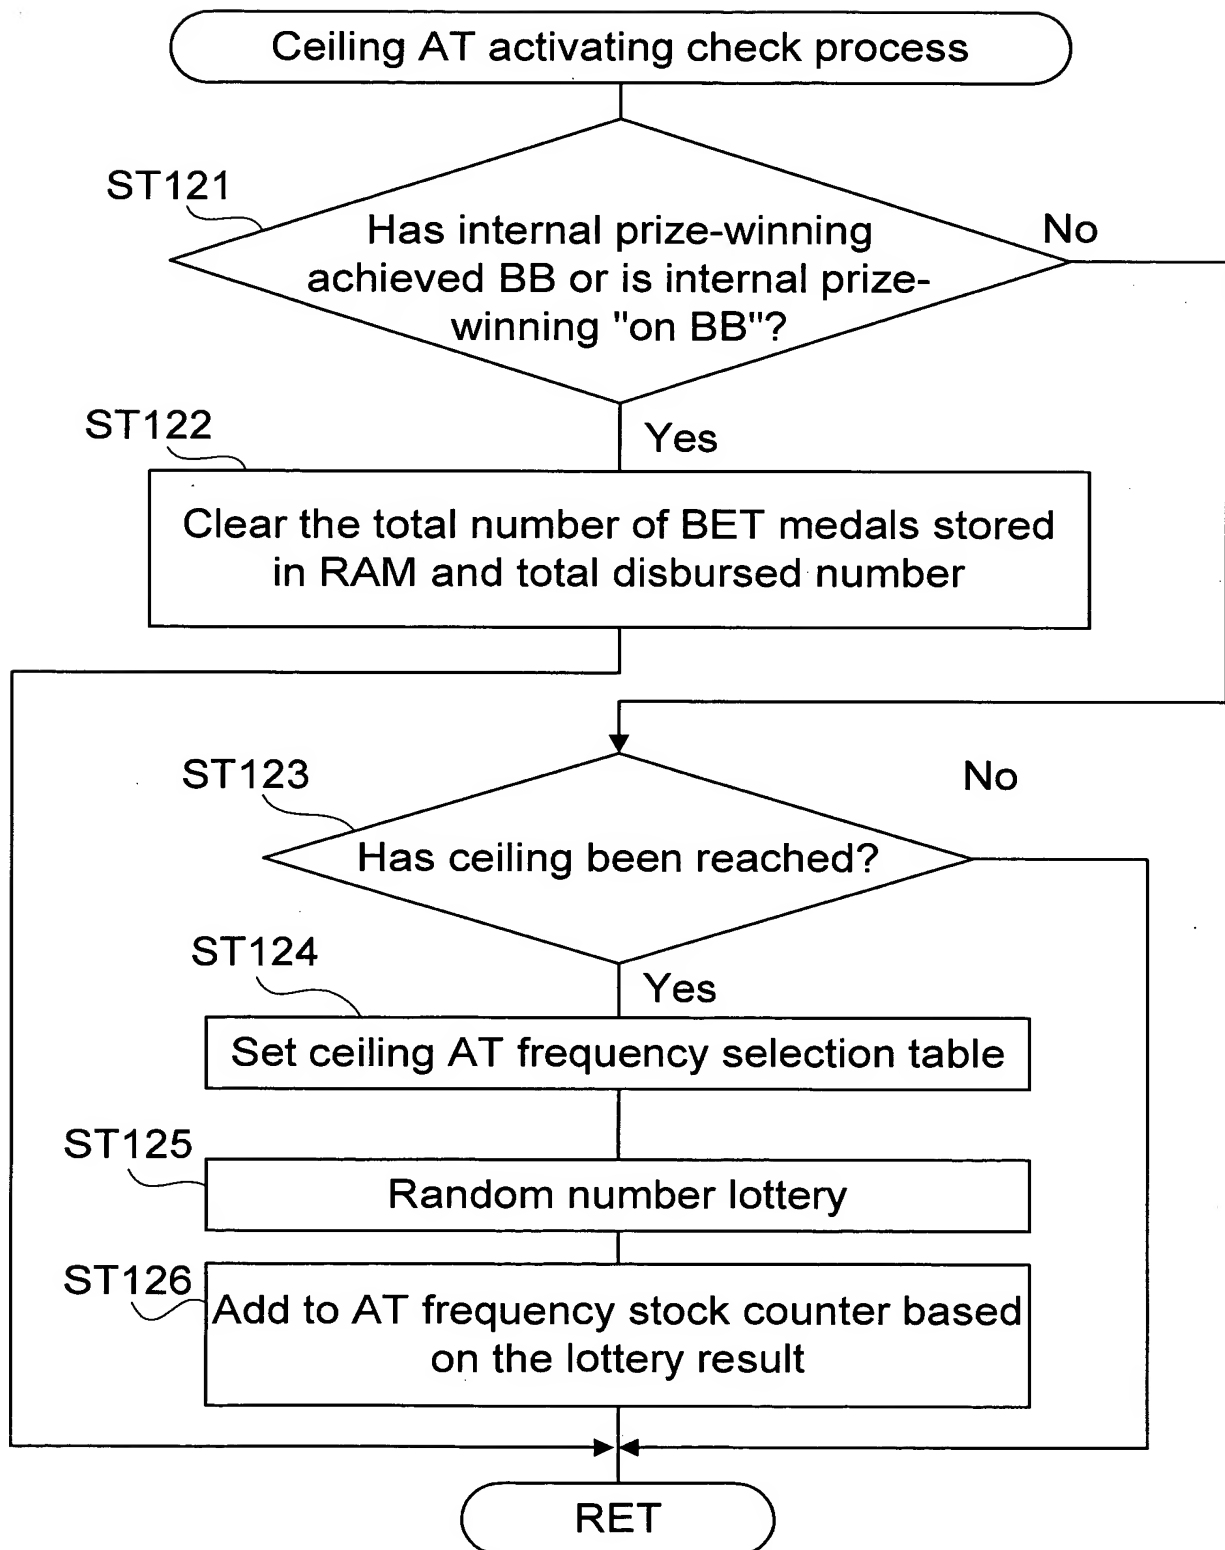 Ceiling AT activating check process
ST121
Has internal prize-winning
achieved BB or is internal prize-
winning "on BB"?
No
ST122
Yes
Clear the total number of BET medals stored
in RAM and total disbursed number
ST123
No
Has ceiling been reached?
ST124
Yes
Set ceiling AT frequency selection table
ST125
Random number lottery
ST126
Add to AT frequency stock counter based
on the lottery result
RET